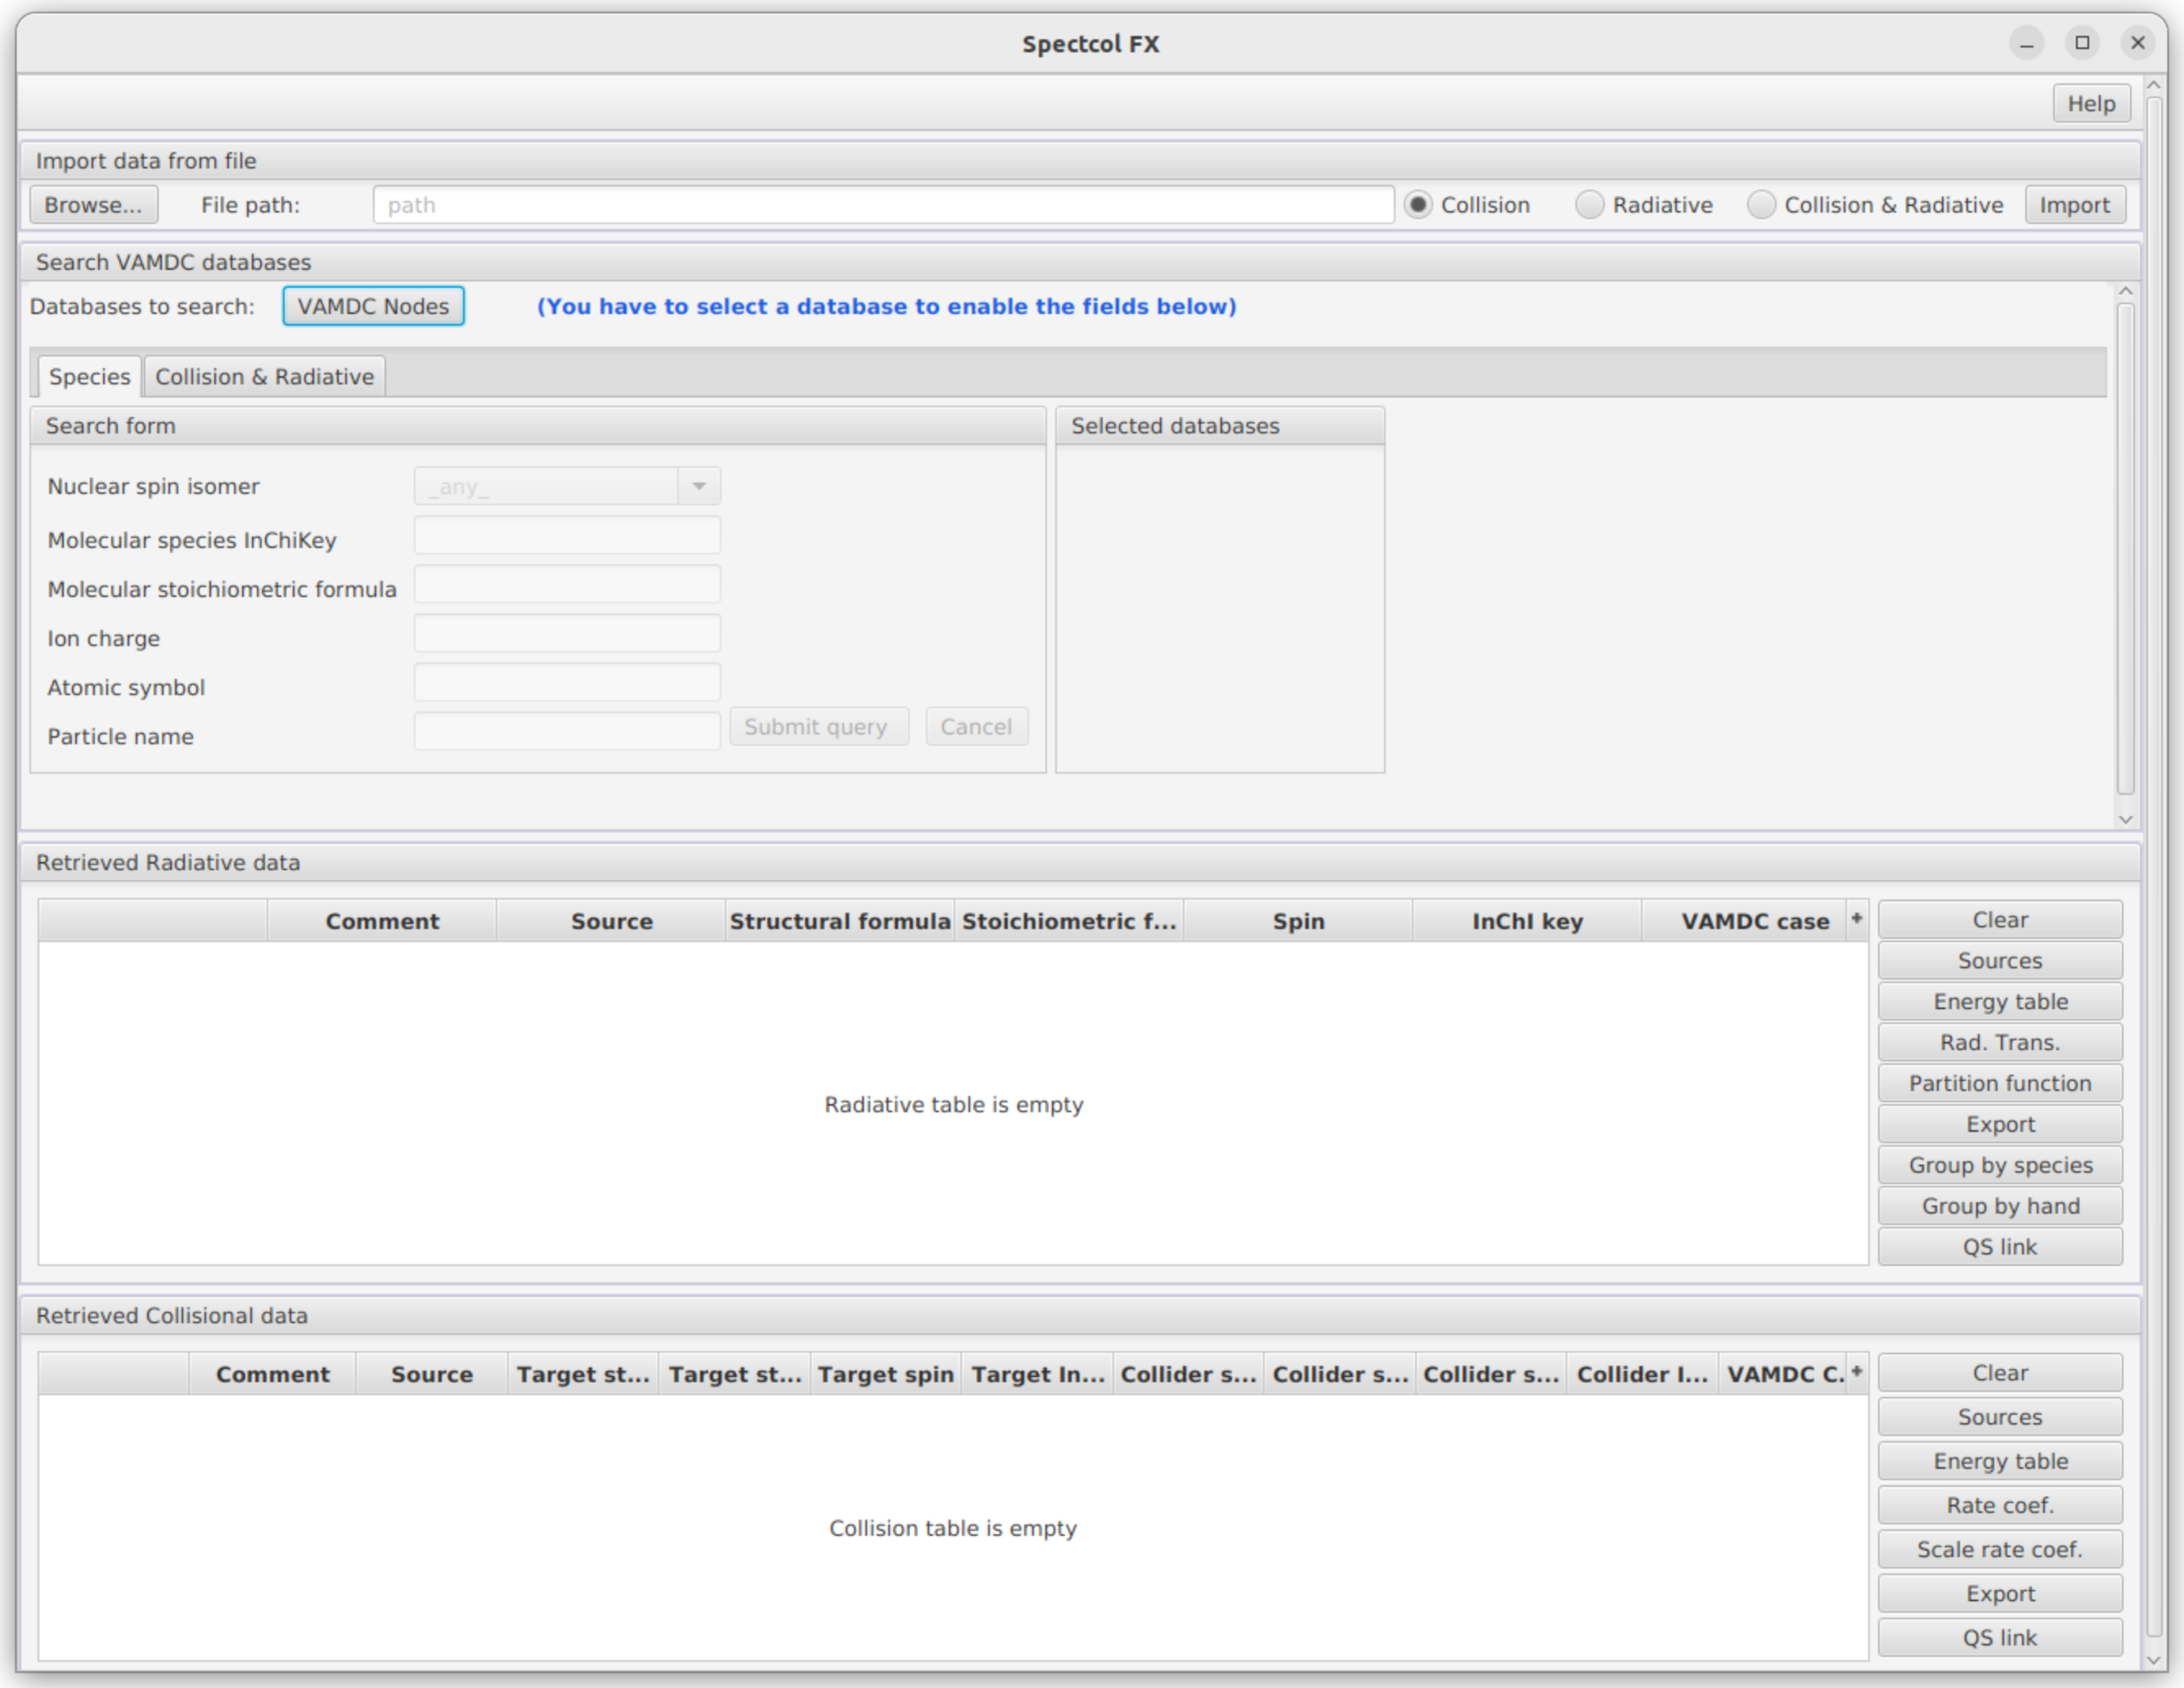 Spectcol FX
Help
Import data from file
Browse... File path: path Collision Radiative Collision & Radiative Import
Search VAMDC databases
Databases to search: VAMDC Nodes (You have to select a database to enable the fields below)
Species Collision & Radiative
Search form
Selected databases
Nuclear spin isomer _any_
Molecular species InChiKey
Molecular stoichiometric formula
Ion charge
Atomic symbol
Particle name Submit query Cancel
Retrieved Radiative data
Comment Source Structural formula Stoichiometric f... Spin InChI key VAMDC case +
Radiative table is empty
Clear
Sources
Energy table
Rad. Trans.
Partition function
Export
Group by species
Group by hand
QS link
Retrieved Collisional data
Comment Source Target st... Target st... Target spin Target In... Collider s... Collider s... Collider s... Collider I... VAMDC C. +
Collision table is empty
Clear
Sources
Energy table
Rate coef.
Scale rate coef.
Export
QS link